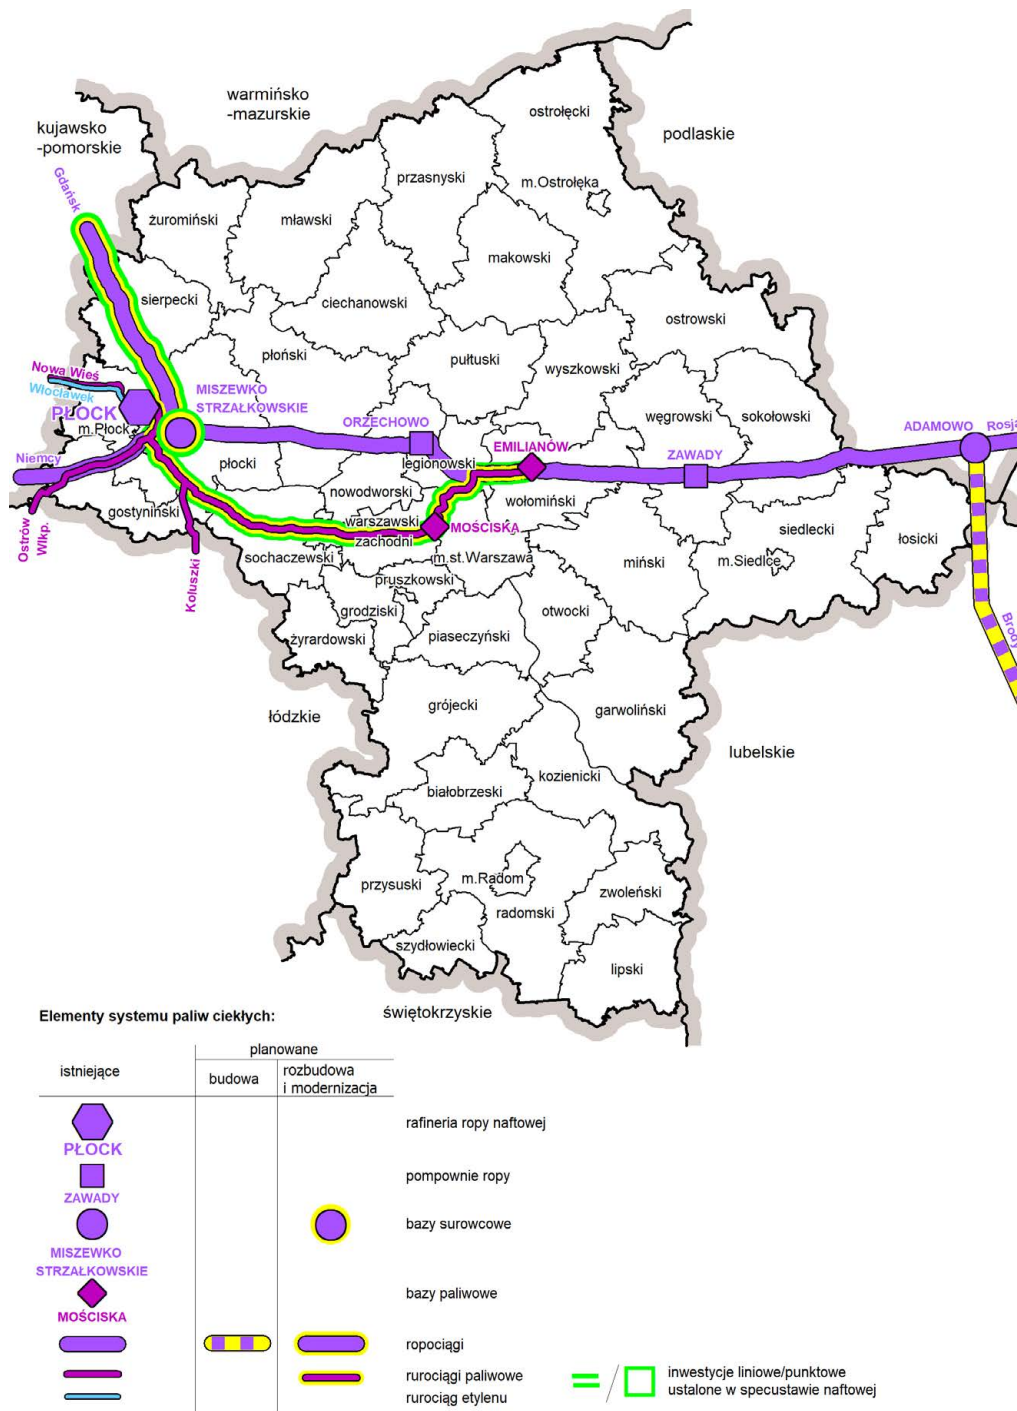 warmińsko
-mazurskie
kujawsko
-pomorskie
podlaskie
ostrołęcki
m.Ostrołęka
przasnyski
Gdańsk
żuromiński
mławski
makowski
sierpecki
ciechanowski
ostrowski
płoński
pułtuski
wyszkowski
Nowa Wieś
Włocławek
PŁOCK
m.Płock
MISZEWKO
STRZAŁKOWSKIE
węgrowski
sokołowski
ORZECHOWO
EMILIANÓW
ADAMOWO
Rosja
Niemcy
płocki
legionowski
ZAWADY
nowodworski
wołomiński
gostyniński
warszawski
zachodni
MOŚCISKA
siedlecki
łosicki
Ostrów
Wlkp.
sochaczewski
m.st.Warszawa
miński
m.Siedlce
Koluszki
pruszkowski
grodziski
otwocki
żyrardowski
piaseczyński
Brody
łódzkie
grójecki
garwoliński
lubelskie
kozienicki
białobrzeski
przysuski
m.Radom
zwoleński
radomski
szydłowiecki
lipski
świętokrzyskie
Elementy systemu paliw ciekłych:
planowane
istniejące
budowa
rozbudowa
i modernizacja
rafineria ropy naftowej
PŁOCK
pompownie ropy
ZAWADY
bazy surowcowe
MISZEWKO
STRZAŁKOWSKIE
bazy paliwowe
MOŚCISKA
ropociągi
rurociągi paliwowe
rurociąg etylenu
inwestycje liniowe/punktowe
ustalone w specustawie naftowej